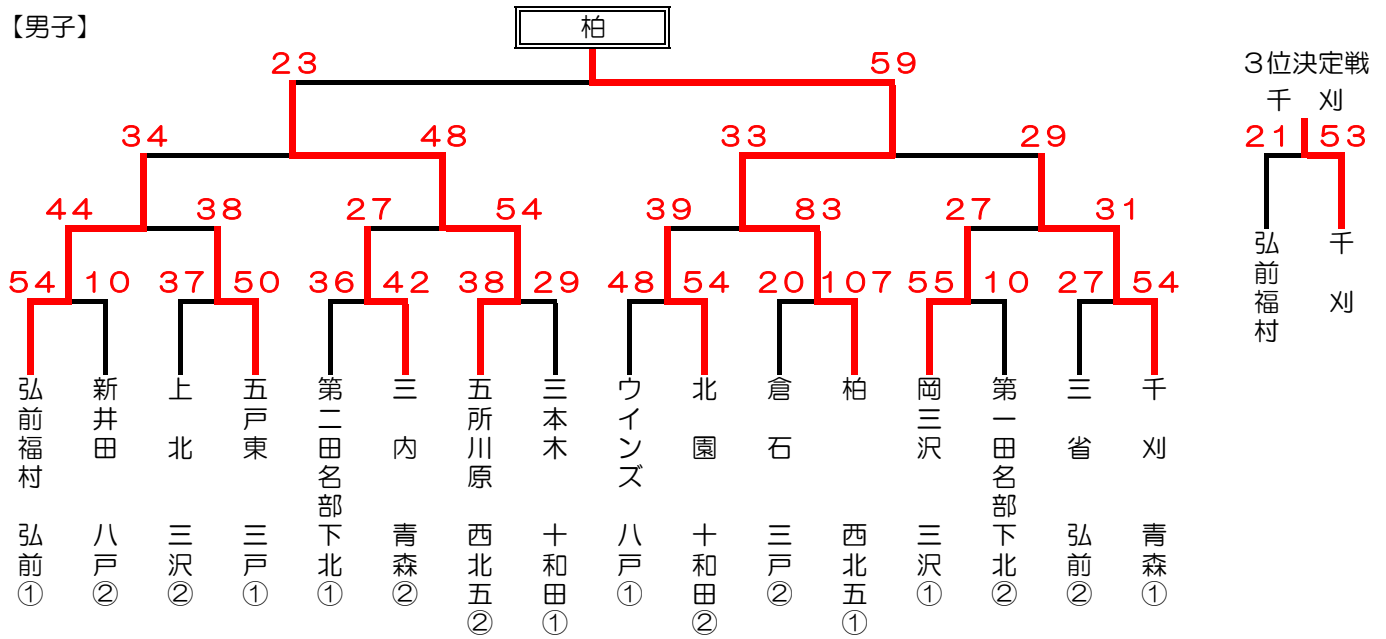 【男子】
柏
23 59
34 48 33 29
44 38 27 54 39 83 27 31
54 10 37 50 36 42 38 29 48 54 20 107 55 10 27 54
弘前福村 弘前①
新井田 八戸②
上北 三沢②
五戸東 三戸①
第二田名部 下北①
三内 青森②
五所川原 西北五②
三本木 十和田①
ウインズ 八戸①
北園 十和田②
倉石 三戸②
柏 西北五①
岡三沢 三沢①
第一田名部 下北②
三省 弘前②
千刈 青森①
3位決定戦
千刈
21 53
弘前福村
千刈